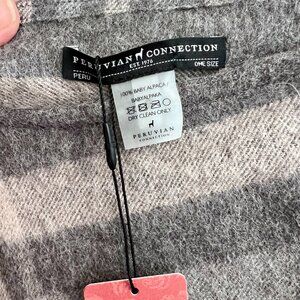 PERUVIAN CONNECTION
EST 1976
PERU
ONE SIZE
100% BABY ALPACA
BABYALPAKA
DRY CLEAN ONLY
PERUVIAN
CONNECTION